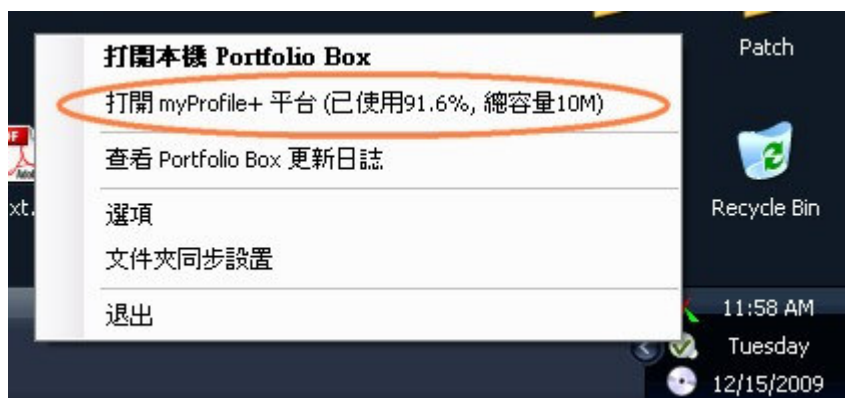 打開本機 Portfolio Box
打開 myProfile+ 平台 (已使用91.6%, 總容量10M)
查看 Portfolio Box 更新日誌
選項
文件夾同步設置
退出
Patch
xt.
Recycle Bin
11:58 AM
Tuesday
12/15/2009